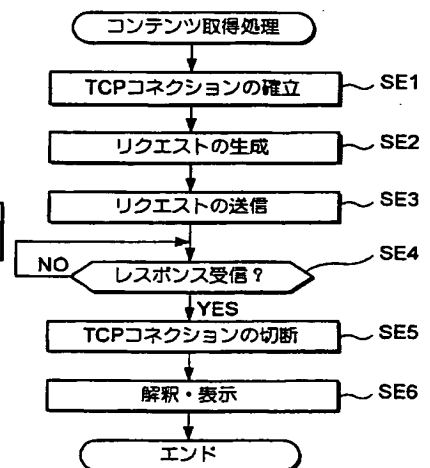 コンテンツ取得処理
TCPコネクションの確立 SE1
リクエストの生成 SE2
リクエストの送信 SE3
レスポンス受信? SE4
NO
YES
TCPコネクションの切断 SE5
解釈・表示 SE6
エンド